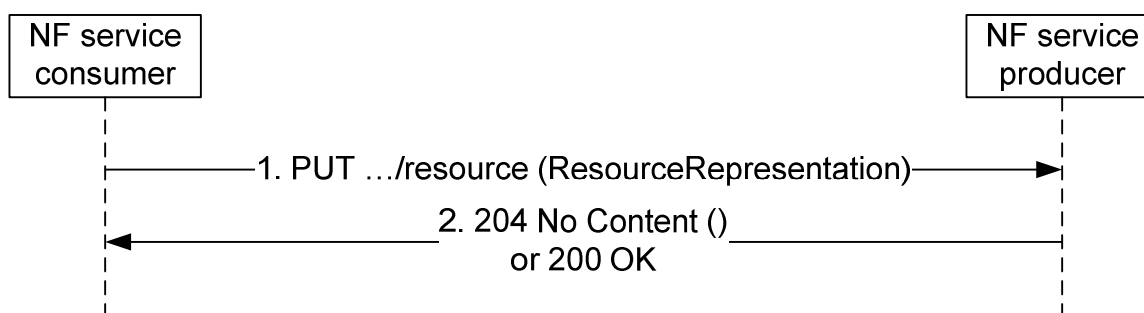 NF service
consumer
NF service
producer
1. PUT …/resource (ResourceRepresentation)
2. 204 No Content ()
or 200 OK